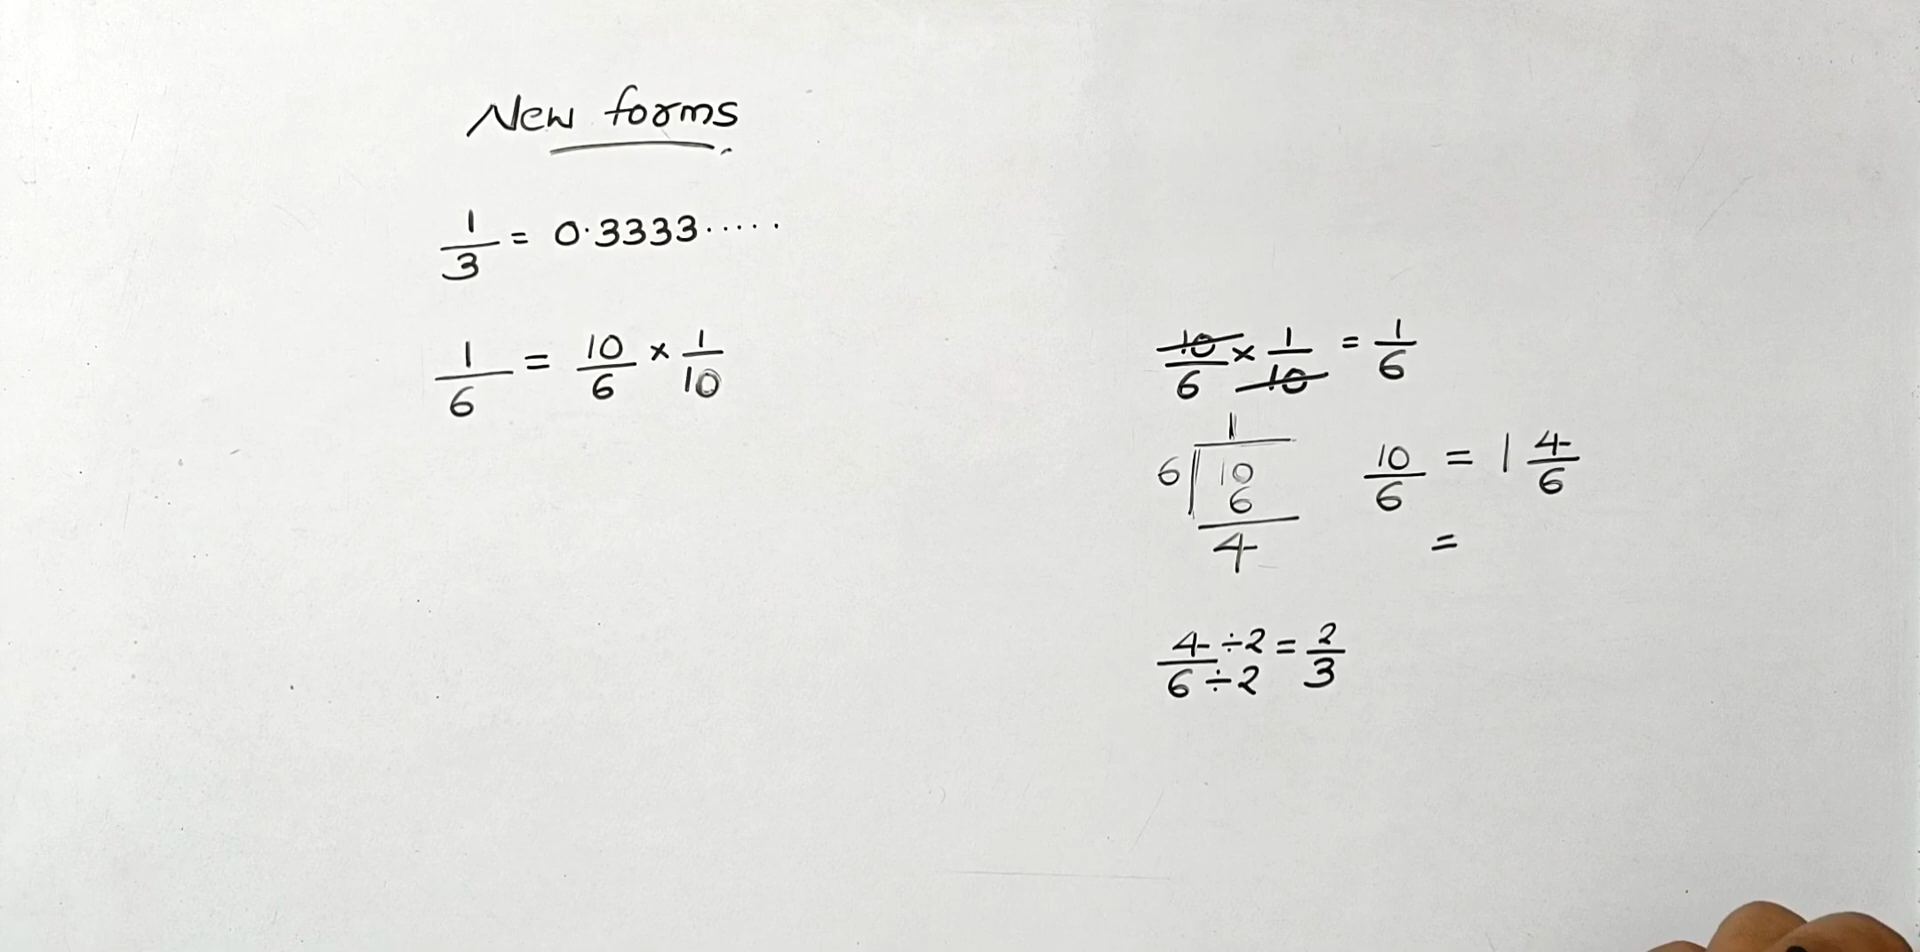 New forms
1/3 = 0.3333.....
1/6 = 10/6 × 1/10
10/6 × 1/10 = 1/6
1
6 10
6
4
10/6 = 1 4/6
=
4÷2/6÷2 = 2/3